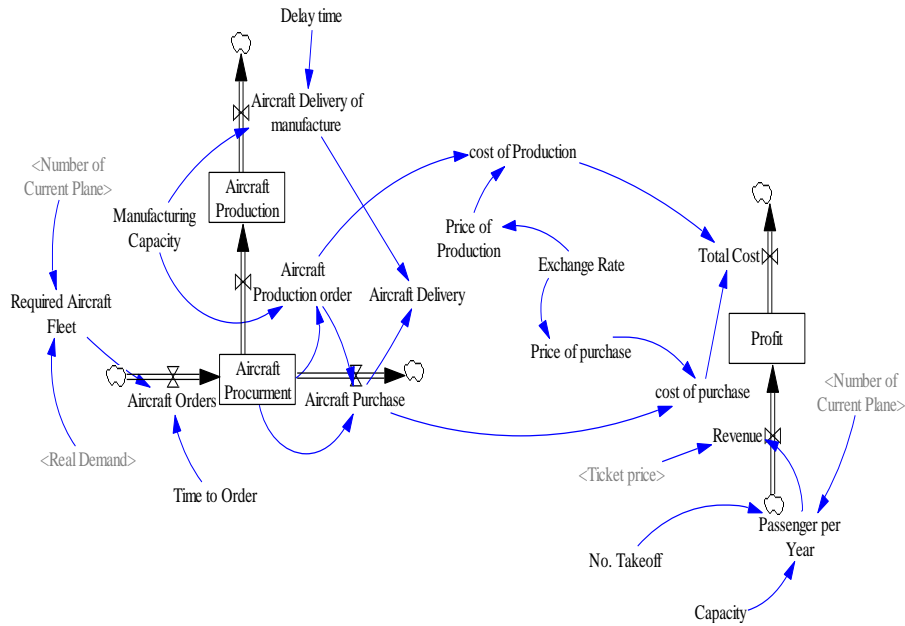 Delay time
Aircraft Delivery of
manufacture
cost of Production
<Number of
Current Plane>
Aircraft
Production
Manufacturing
Capacity
Price of
Production
Aircraft
Production order
Exchange Rate
Total Cost
Aircraft Delivery
Required Aircraft
Fleet
Price of purchase
Profit
Aircraft
Procurment
Aircraft Orders
Aircraft Purchase
cost of purchase
<Number of
Current Plane>
Revenue
<Real Demand>
<Ticket price>
Time to Order
Passenger per
Year
No. Takeoff
Capacity